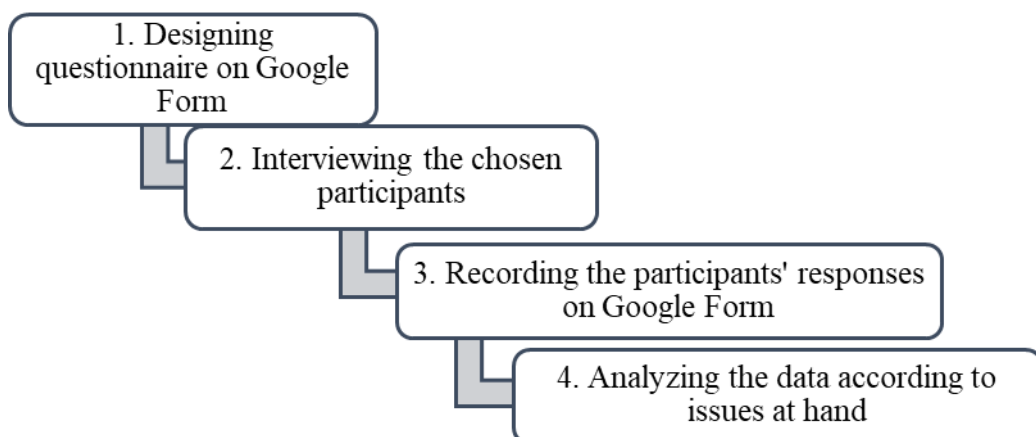 1. Designing
questionnaire on Google
Form
2. Interviewing the chosen
participants
3. Recording the participants' responses
on Google Form
4. Analyzing the data according to
issues at hand